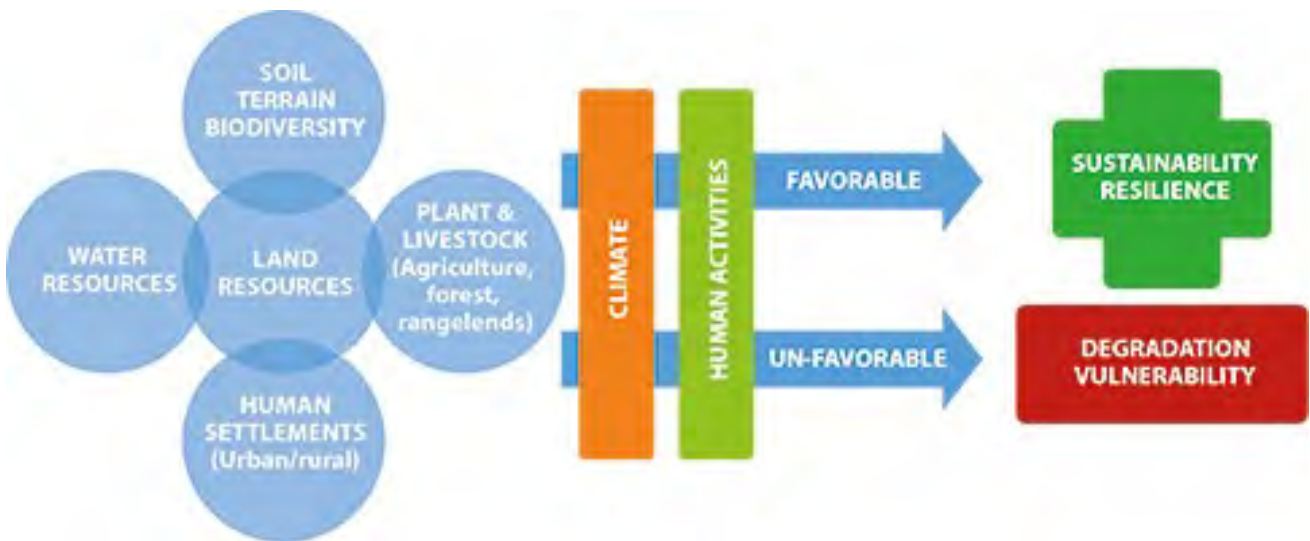 SOIL
TERRAIN
BIODIVERSITY
WATER
RESOURCES
LAND
RESOURCES
PLANT &
LIVESTOCK
(Agriculture,
forest,
rangelends)
HUMAN
SETTLEMENTS
(Urban/rural)
CLIMATE
HUMAN ACTIVITIES
FAVORABLE
UN-FAVORABLE
SUSTAINABILITY
RESILIENCE
DEGRADATION
VULNERABILITY